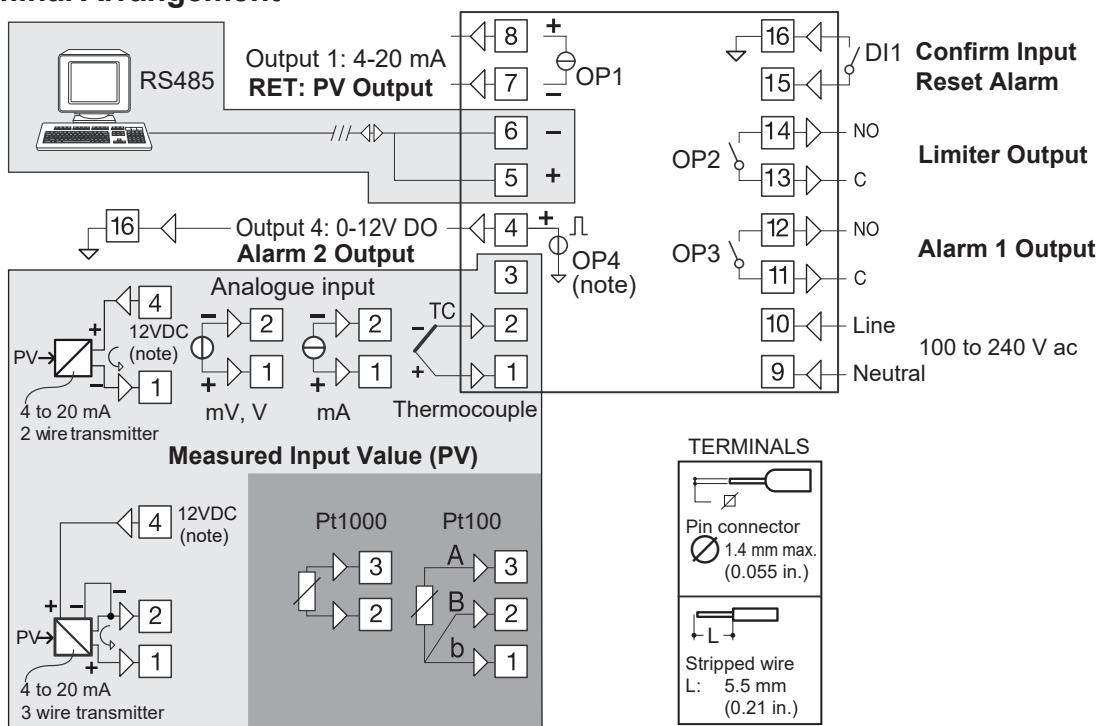 RS485
Output 1: 4-20 mA
RET: PV Output
8
+
7
−
OP1
6
−
5
+
16
Output 4: 0-12V DO
Alarm 2 Output
4
+
OP4
(note)
3
TC
−
2
+
1
Thermocouple
16
15
DI1
Confirm Input
Reset Alarm
OP2
14
NO
13
C
Limiter Output
OP3
12
NO
11
C
Alarm 1 Output
10
Line
9
Neutral
100 to 240 V ac
Analogue input
4
12VDC
(note)
+
PV
−
1
4 to 20 mA
2 wire transmitter
−
2
+
1
mV, V
−
2
+
1
mA
Measured Input Value (PV)
4
12VDC
(note)
+
−
−
2
PV
+
1
4 to 20 mA
3 wire transmitter
Pt1000
3
2
Pt100
A
3
B
2
b
1
TERMINALS
Pin connector
1.4 mm max.
(0.055 in.)
L
Stripped wire
L: 5.5 mm
(0.21 in.)